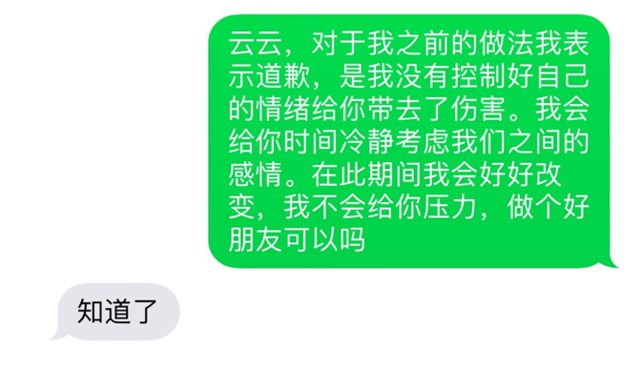 云云，对于我之前的做法我表
示道歉，是我没有控制好自己
的情绪给你带去了伤害。我会
给你时间冷静考虑我们之间的
感情。在此期间我会好好改
变，我不会给你压力，做个好
朋友可以吗
知道了